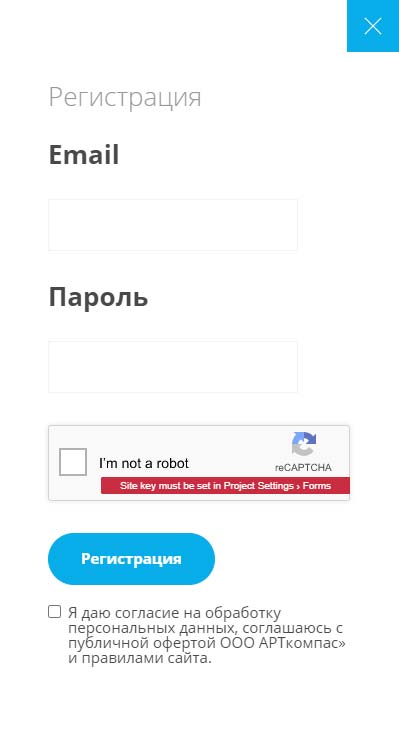 Регистрация
Email
Пароль
I'm not a robot
reCAPTCHA
Site key must be set in Project Settings › Forms
Регистрация
Я даю согласие на обработку
персональных данных, соглашаюсь с
публичной офертой ООО АРТкомпас»
и правилами сайта.